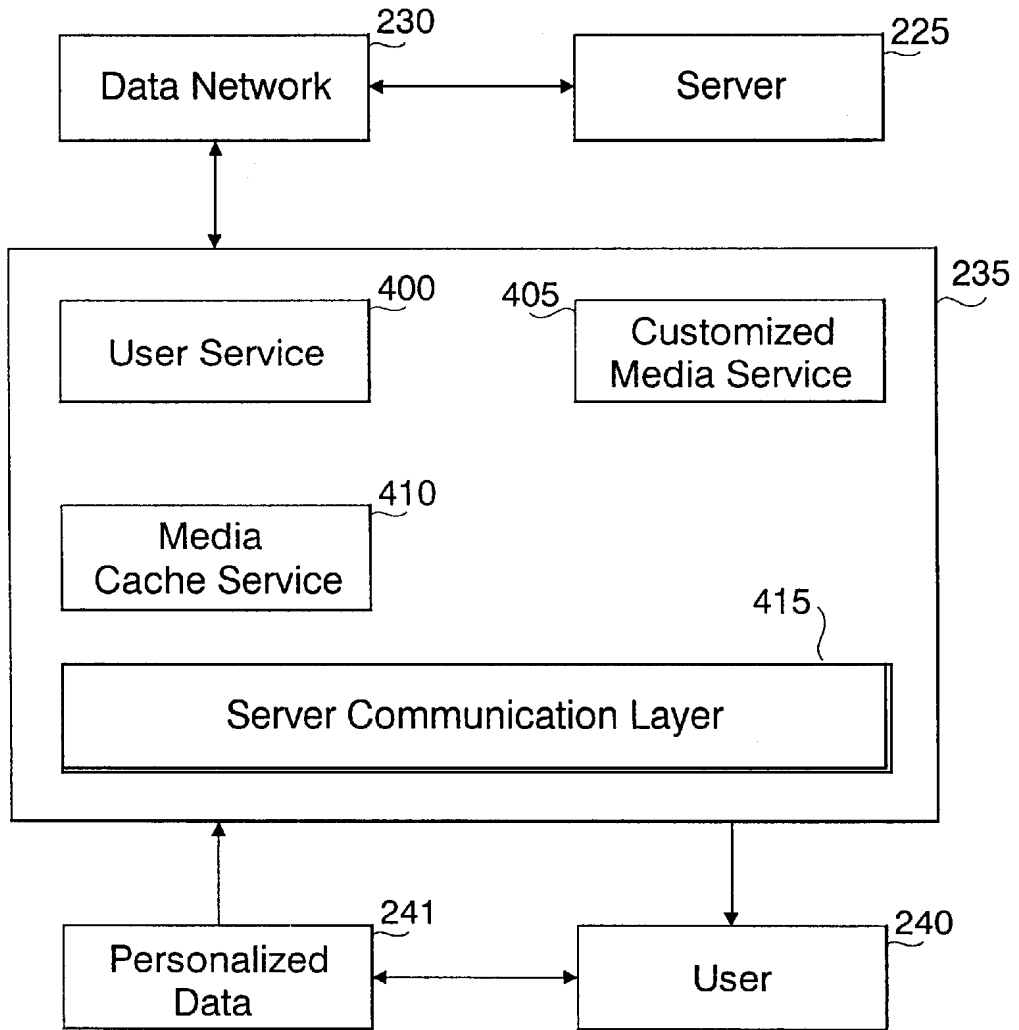 230
Data Network
225
Server
235
400
User Service
405
Customized
Media Service
410
Media
Cache Service
415
Server Communication Layer
241
Personalized
Data
240
User